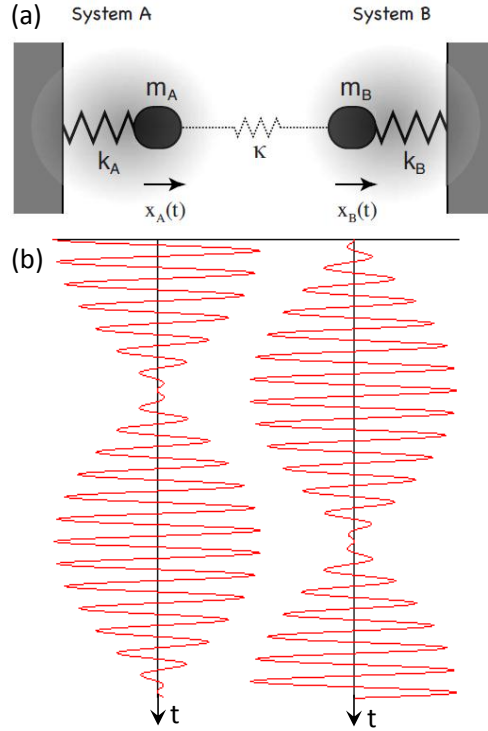 System A System B
(a)
m_A m_B
k_A κ k_B
x_A(t) x_B(t)
(b)
t t